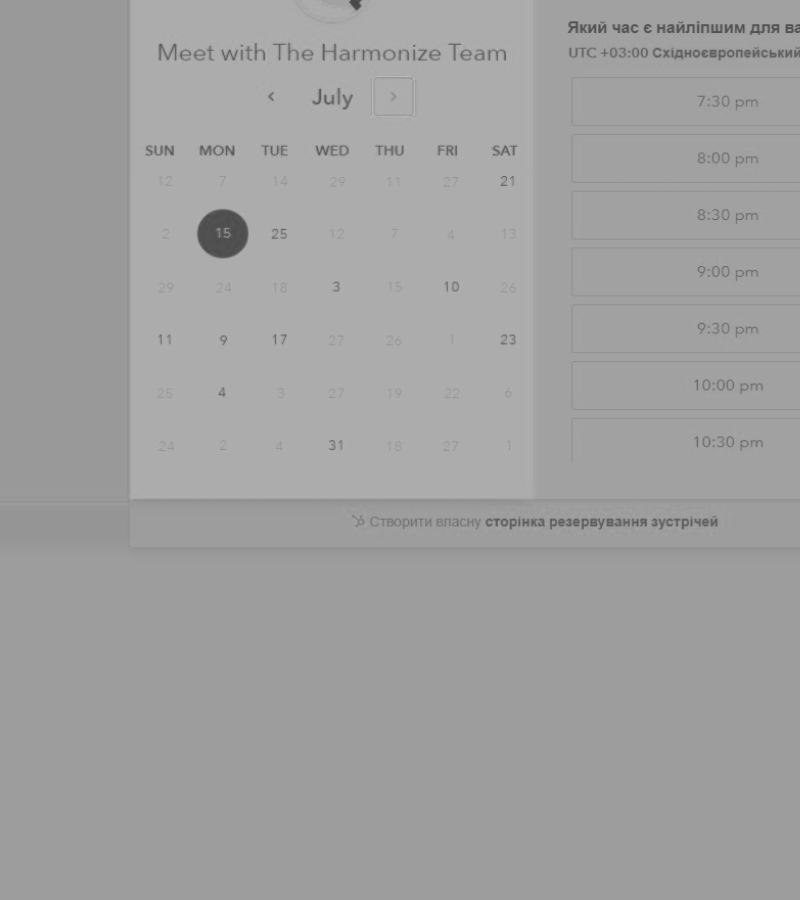 Meet with The Harmonize Team
July
SUN MON TUE WED THU FRI SAT
12 7 14 29 11 27 21
2 15 25 12 7 4 13
29 24 18 3 15 10 26
11 9 17 27 26 1 23
25 4 3 27 19 22 6
24 2 4 31 18 27 1
Який час є найліпшим для ва
UTC +03:00 Східноєвропейський
7:30 pm
8:00 pm
8:30 pm
9:00 pm
9:30 pm
10:00 pm
10:30 pm
Створити власну сторінка резервування зустрічей